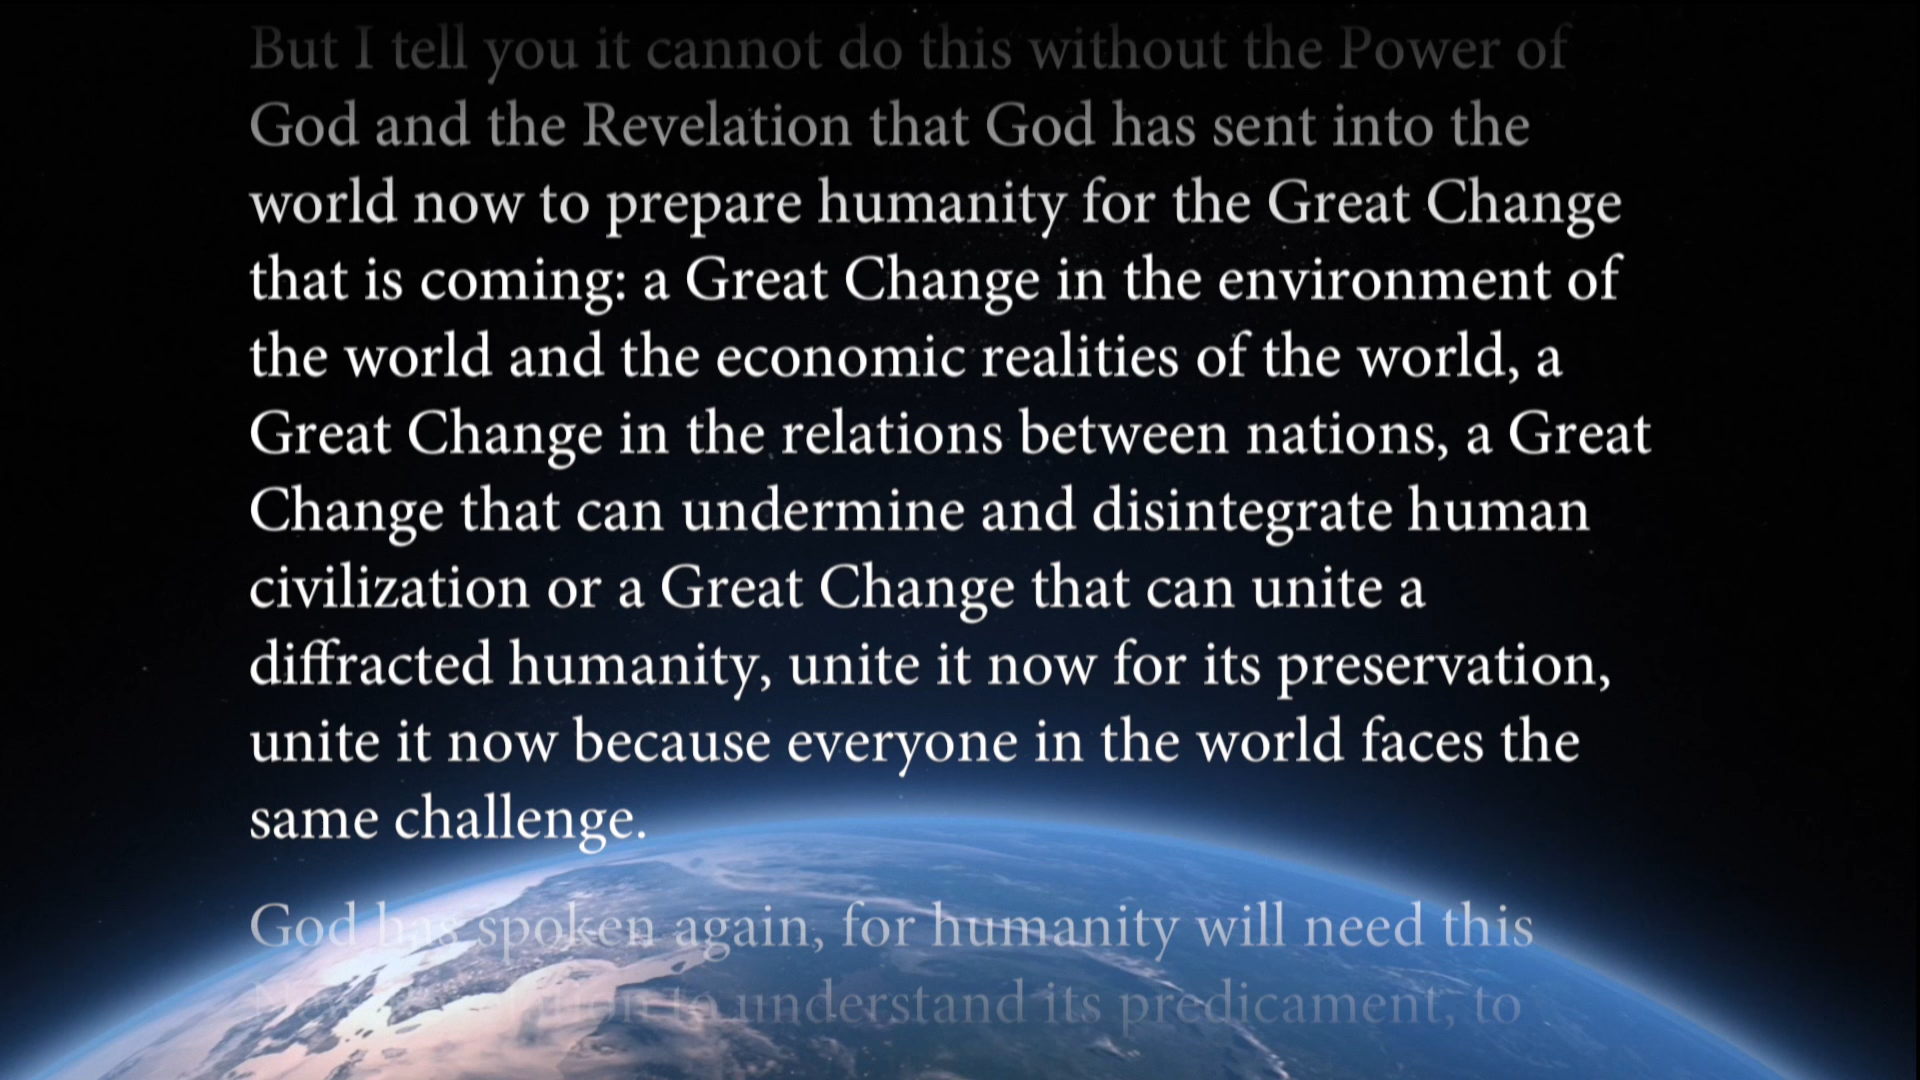 But I tell you it cannot do this without the Power of
God and the Revelation that God has sent into the
world now to prepare humanity for the Great Change
that is coming: a Great Change in the environment of
the world and the economic realities of the world, a
Great Change in the relations between nations, a Great
Change that can undermine and disintegrate human
civilization or a Great Change that can unite a
diffracted humanity, unite it now for its preservation,
unite it now because everyone in the world faces the
same challenge.
God has spoken again, for humanity will need this
to understand its predicament, to